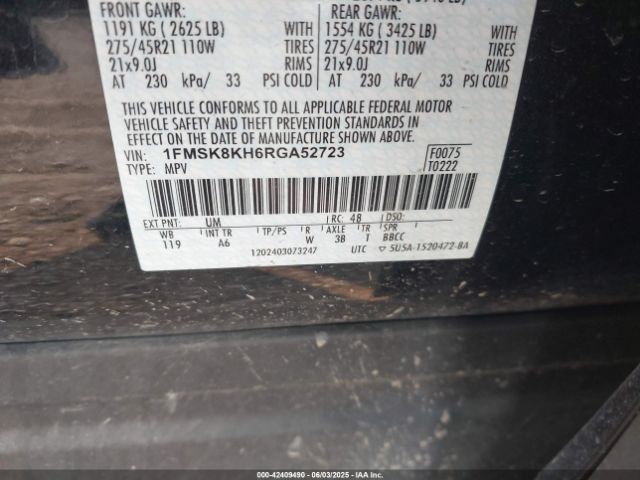 FRONT GAWR: REAR GAWR:
1191 KG ( 2625 LB) WITH 1554 KG ( 3425 LB) WITH
275/45R21 110W TIRES 275/45R21 110W TIRES
21x9.0J RIMS 21x9.0J RIMS
AT 230 kPa/ 33 PSI COLD AT 230 kPa/ 33 PSI COLD
THIS VEHICLE CONFORMS TO ALL APPLICABLE FEDERAL MOTOR
VEHICLE SAFETY AND THEFT PREVENTION STANDARDS IN
EFFECT ON THE DATE OF MANUFACTURE SHOWN ABOVE.
VIN: 1FMSK8KH6RGA52723 F0075
TYPE: MPV T0222
EXT PNT: UM RC: 48 DSO:
WB INT TR TP/PS R AXLE TR SPR
119 A6 W 3B T BBCC
1202403073247 UTC ▽ 5U5A-1520472-BA
000-42409490 - 06/03/2025 - IAA Inc.